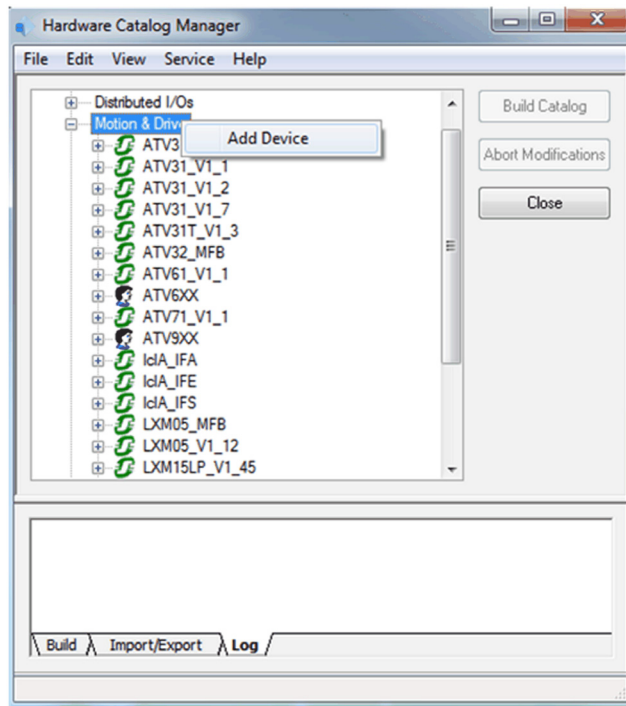 Hardware Catalog Manager
File Edit View Service Help
Distributed I/Os
Motion & Drive
Add Device
ATV3
ATV31_V1_1
ATV31_V1_2
ATV31_V1_7
ATV31T_V1_3
ATV32_MFB
ATV61_V1_1
ATV6XX
ATV71_V1_1
ATV9XX
IclA_IFA
IclA_IFE
IclA_IFS
LXM05_MFB
LXM05_V1_12
LXM15LP_V1_45
Build Catalog
Abort Modifications
Close
Build Import/Export Log